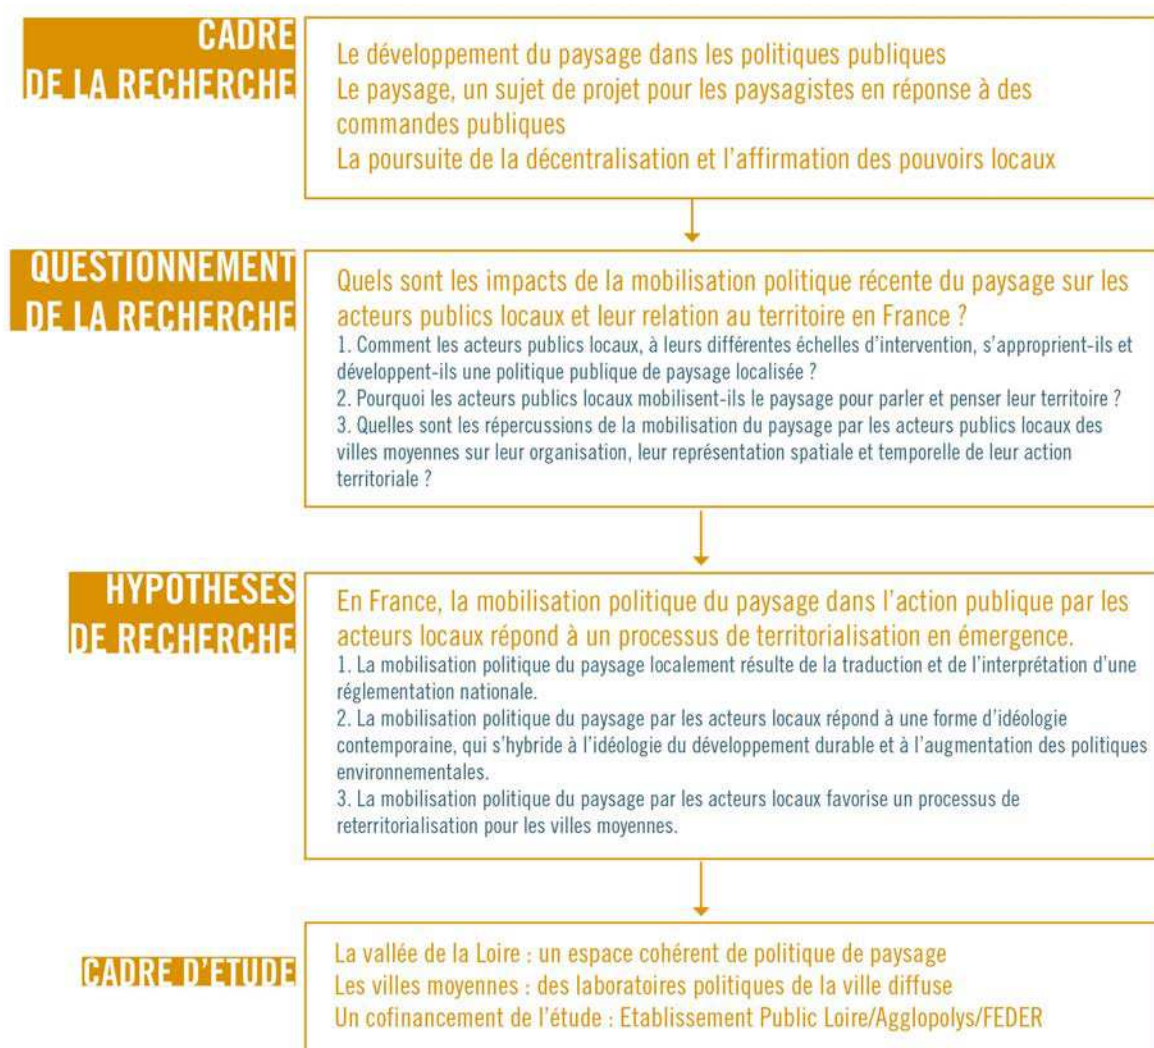 CADRE
DE LA RECHERCHE
Le développement du paysage dans les politiques publiques
Le paysage, un sujet de projet pour les paysagistes en réponse à des
commandes publiques
La poursuite de la décentralisation et l'affirmation des pouvoirs locaux
QUESTIONNEMENT
DE LA RECHERCHE
Quels sont les impacts de la mobilisation politique récente du paysage sur les
acteurs publics locaux et leur relation au territoire en France ?
1. Comment les acteurs publics locaux, à leurs différentes échelles d'intervention, s'approprient-ils et
développent-ils une politique publique de paysage localisée ?
2. Pourquoi les acteurs publics locaux mobilisent-ils le paysage pour parler et penser leur territoire ?
3. Quelles sont les répercussions de la mobilisation du paysage par les acteurs publics locaux des
villes moyennes sur leur organisation, leur représentation spatiale et temporelle de leur action
territoriale ?
HYPOTHESES
DE RECHERCHE
En France, la mobilisation politique du paysage dans l'action publique par les
acteurs locaux répond à un processus de territorialisation en émergence.
1. La mobilisation politique du paysage localement résulte de la traduction et de l'interprétation d'une
réglementation nationale.
2. La mobilisation politique du paysage par les acteurs locaux répond à une forme d'idéologie
contemporaine, qui s'hybride à l'idéologie du développement durable et à l'augmentation des politiques
environnementales.
3. La mobilisation politique du paysage par les acteurs locaux favorise un processus de
reterritorialisation pour les villes moyennes.
CADRE D'ETUDE
La vallée de la Loire : un espace cohérent de politique de paysage
Les villes moyennes : des laboratoires politiques de la ville diffuse
Un cofinancement de l'étude : Etablissement Public Loire/Agglopolys/FEDER